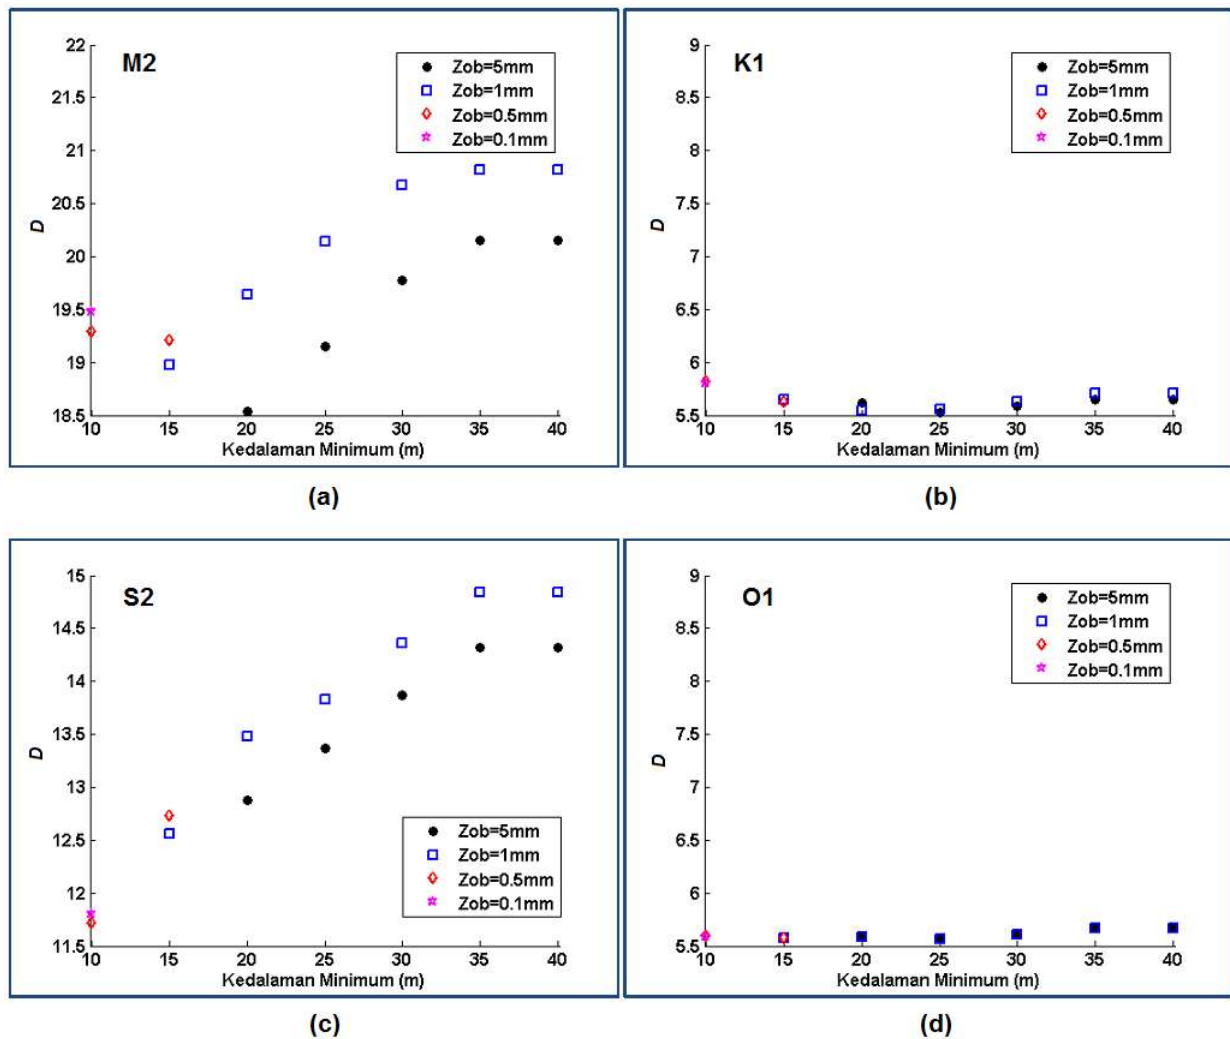 M2
Zob=5mm
Zob=1mm
Zob=0.5mm
Zob=0.1mm
22
21.5
21
20.5
20
19.5
19
18.5
D
10 15 20 25 30 35 40
Kedalaman Minimum (m)
(a)
K1
Zob=5mm
Zob=1mm
Zob=0.5mm
Zob=0.1mm
9
8.5
8
7.5
7
6.5
6
5.5
D
10 15 20 25 30 35 40
Kedalaman Minimum (m)
(b)
S2
15
14.5
14
13.5
13
12.5
12
11.5
D
Zob=5mm
Zob=1mm
Zob=0.5mm
Zob=0.1mm
10 15 20 25 30 35 40
Kedalaman Minimum (m)
(c)
O1
Zob=5mm
Zob=1mm
Zob=0.5mm
Zob=0.1mm
9
8.5
8
7.5
7
6.5
6
5.5
D
10 15 20 25 30 35 40
Kedalaman Minimum (m)
(d)